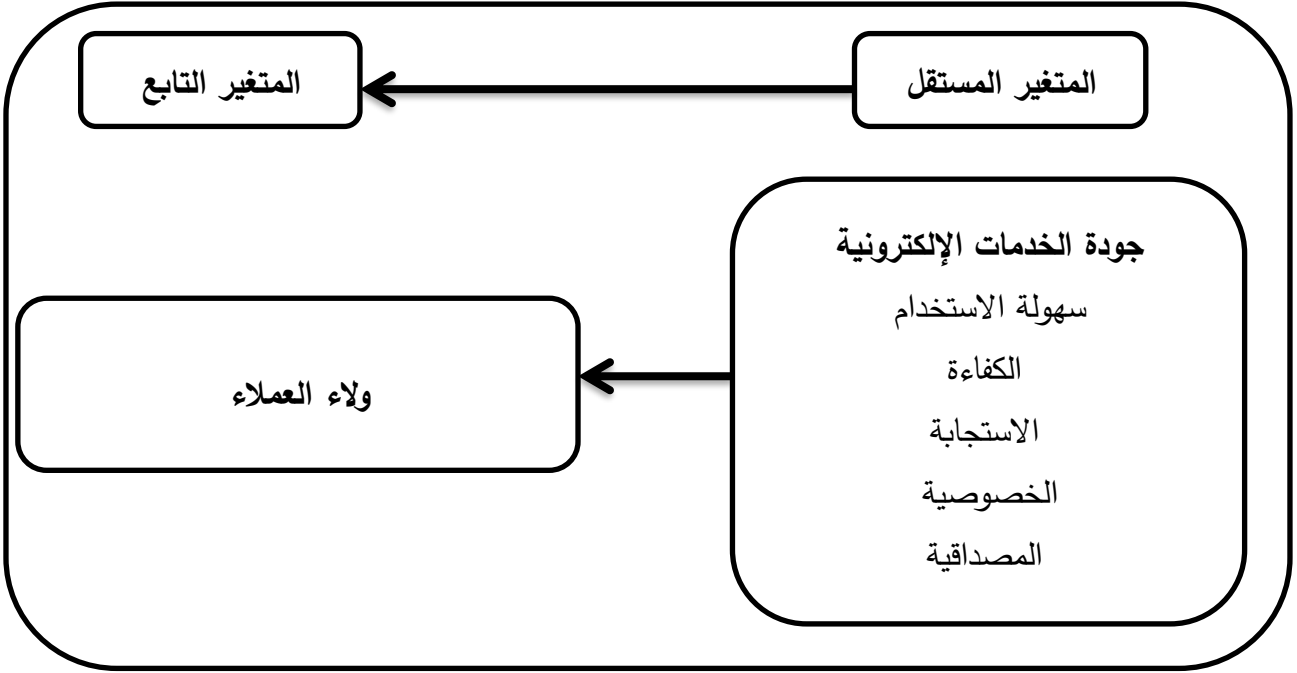 المتغير المستقل
المتغير التابع
جودة الخدمات الإلكترونية
سهولة الاستخدام
الكفاءة
الاستجابة
الخصوصية
المصداقية
ولاء العملاء